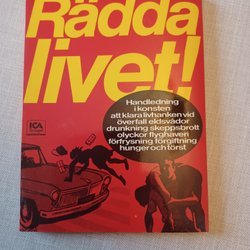 Rädda
livet!
Handledning
i konsten
att klara livhanken vid
överfall eldsvådor
drunkning skeppsbrott
olyckor flyghaveri
förfrysning förgiftning
hunger och törst
ICA